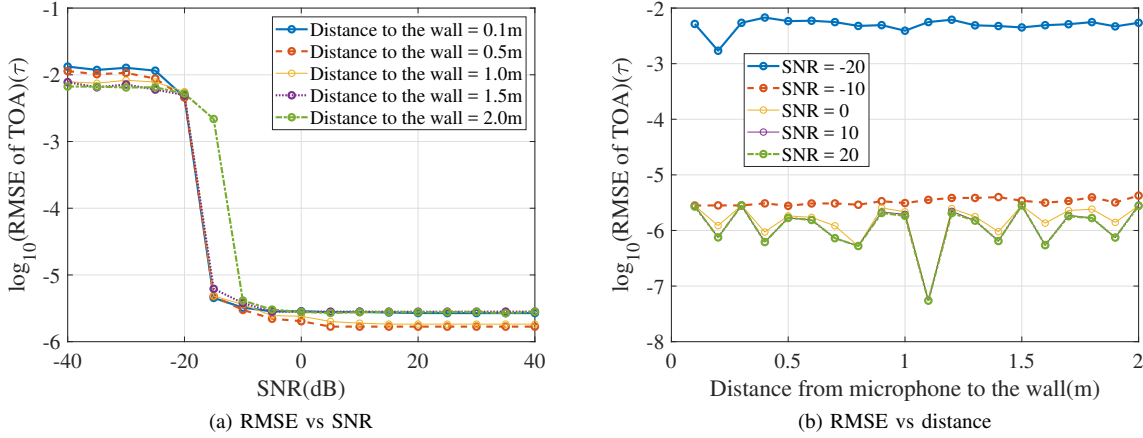 log10(RMSE of TOA)(τ)
-1
-2
-3
-4
-5
-6
-40
-20
0
20
40
SNR(dB)
Distance to the wall = 0.1m
Distance to the wall = 0.5m
Distance to the wall = 1.0m
Distance to the wall = 1.5m
Distance to the wall = 2.0m
(a) RMSE vs SNR
log10(RMSE of TOA)(τ)
-2
-3
-4
-5
-6
-7
-8
0
0.5
1
1.5
2
Distance from microphone to the wall(m)
SNR = -20
SNR = -10
SNR = 0
SNR = 10
SNR = 20
(b) RMSE vs distance